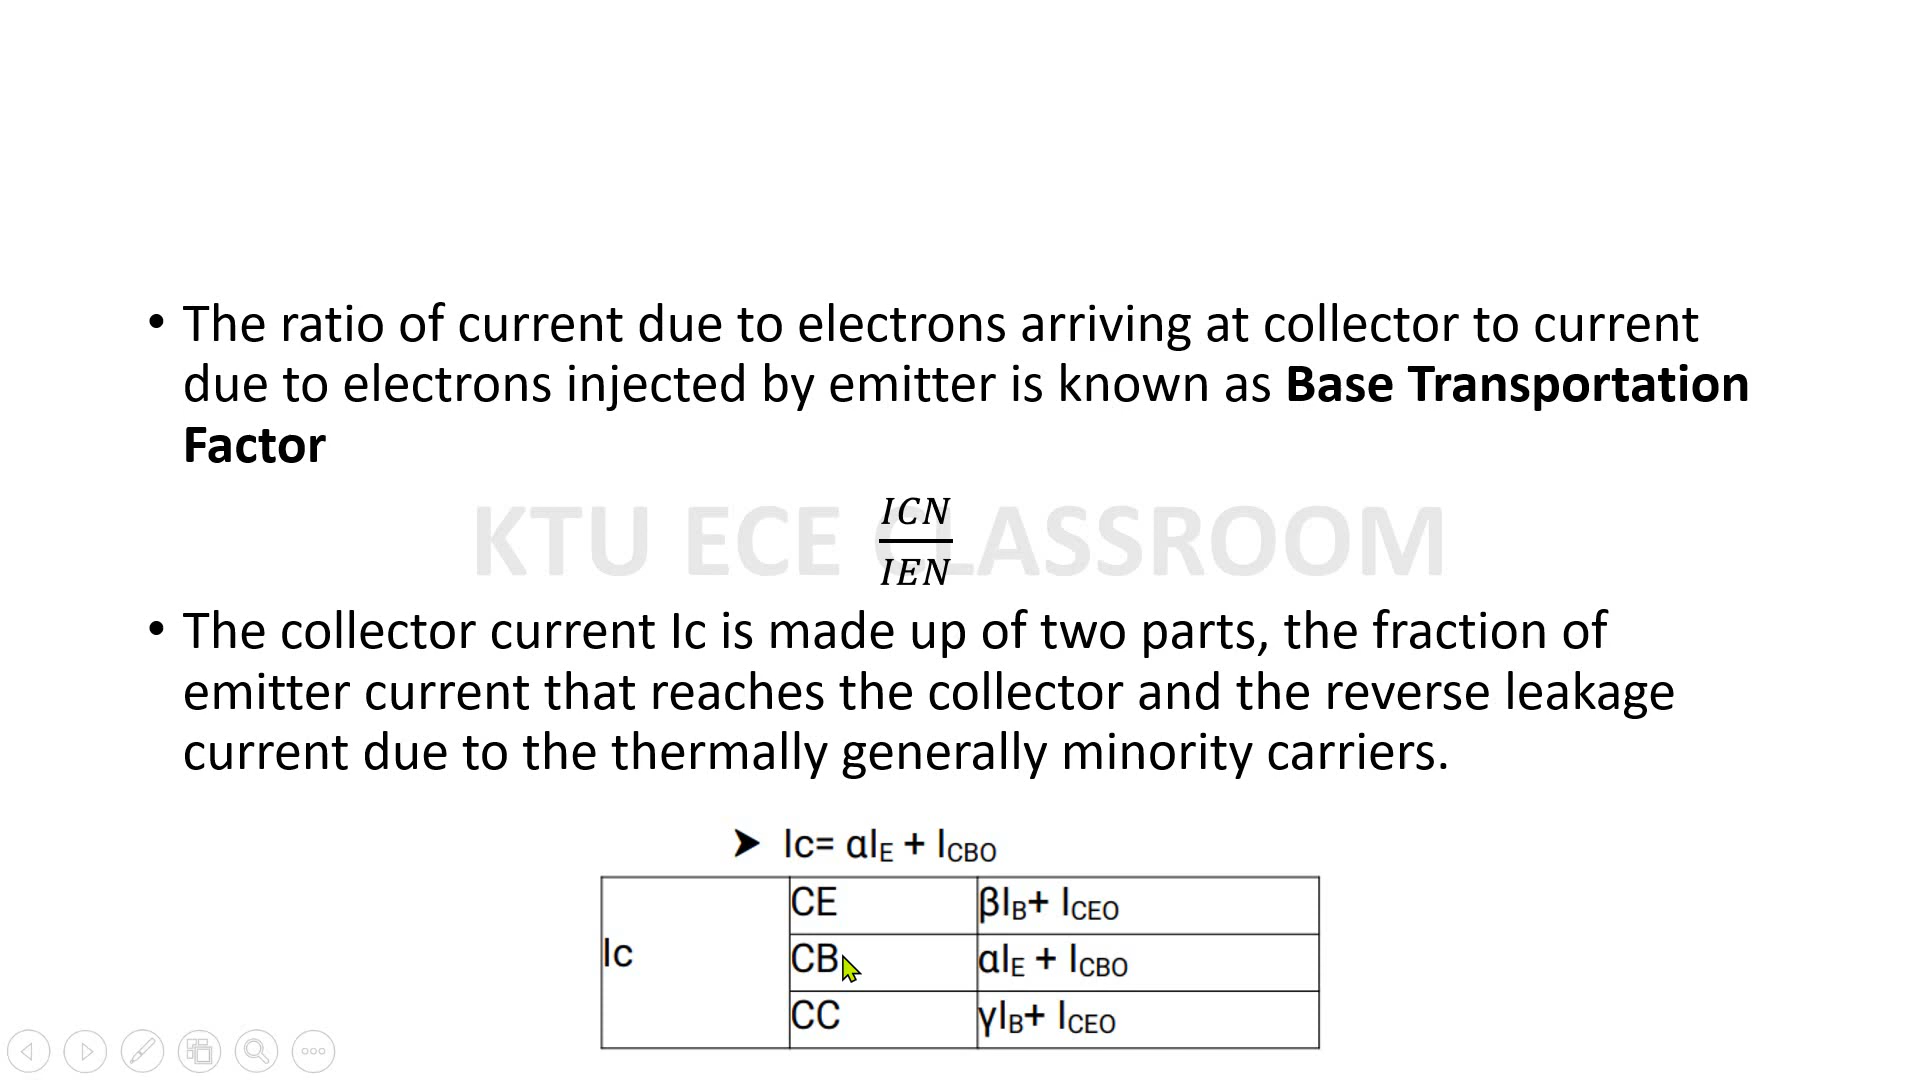 • The ratio of current due to electrons arriving at collector to current
due to electrons injected by emitter is known as Base Transportation
Factor
ICN
IEN
KTU ECE CLASSROOM
• The collector current Ic is made up of two parts, the fraction of
emitter current that reaches the collector and the reverse leakage
current due to the thermally generally minority carriers.
➤ Ic= αIE + ICBO
Ic
CE βIB+ ICEO
CB αIE + ICBO
CC γIB+ ICEO